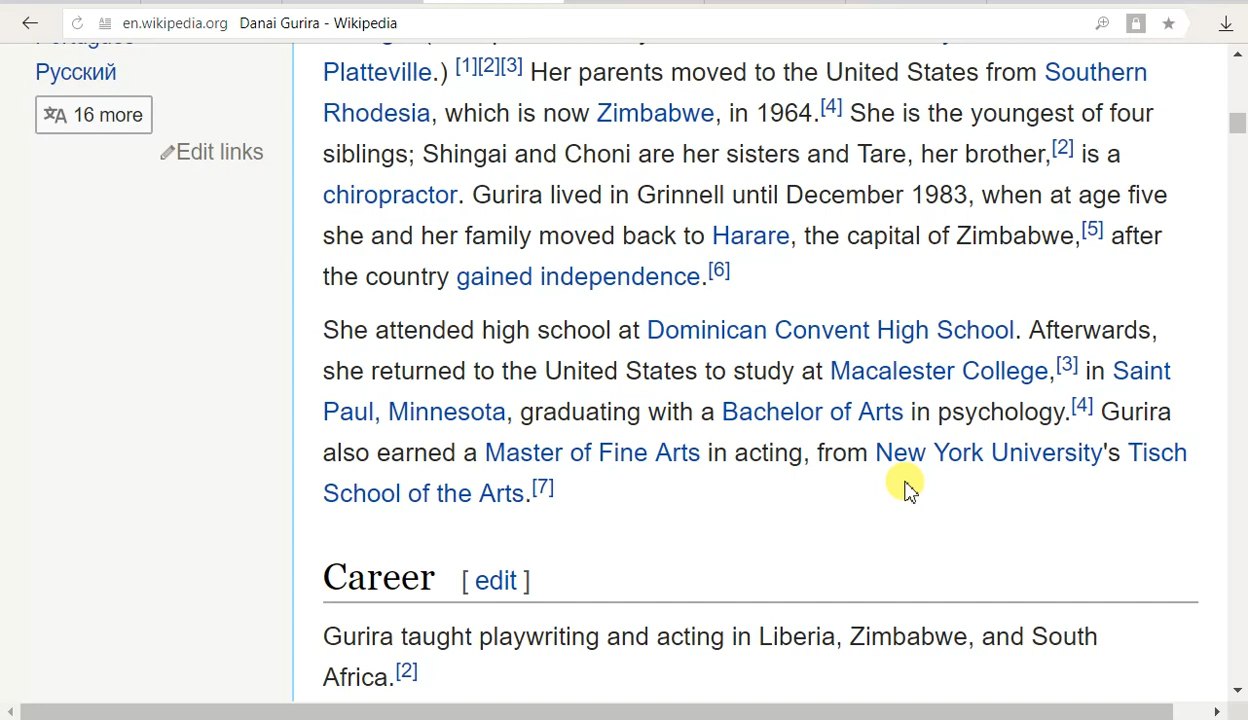 en.wikipedia.org Danai Gurira - Wikipedia
Русский
16 more
Edit links
Platteville.) [1][2][3] Her parents moved to the United States from Southern
Rhodesia, which is now Zimbabwe, in 1964.[4] She is the youngest of four
siblings; Shingai and Choni are her sisters and Tare, her brother,[2] is a
chiropractor. Gurira lived in Grinnell until December 1983, when at age five
she and her family moved back to Harare, the capital of Zimbabwe,[5] after
the country gained independence.[6]
She attended high school at Dominican Convent High School. Afterwards,
she returned to the United States to study at Macalester College,[3] in Saint
Paul, Minnesota, graduating with a Bachelor of Arts in psychology.[4] Gurira
also earned a Master of Fine Arts in acting, from New York University's Tisch
School of the Arts.[7]
Career [ edit ]
Gurira taught playwriting and acting in Liberia, Zimbabwe, and South
Africa.[2]